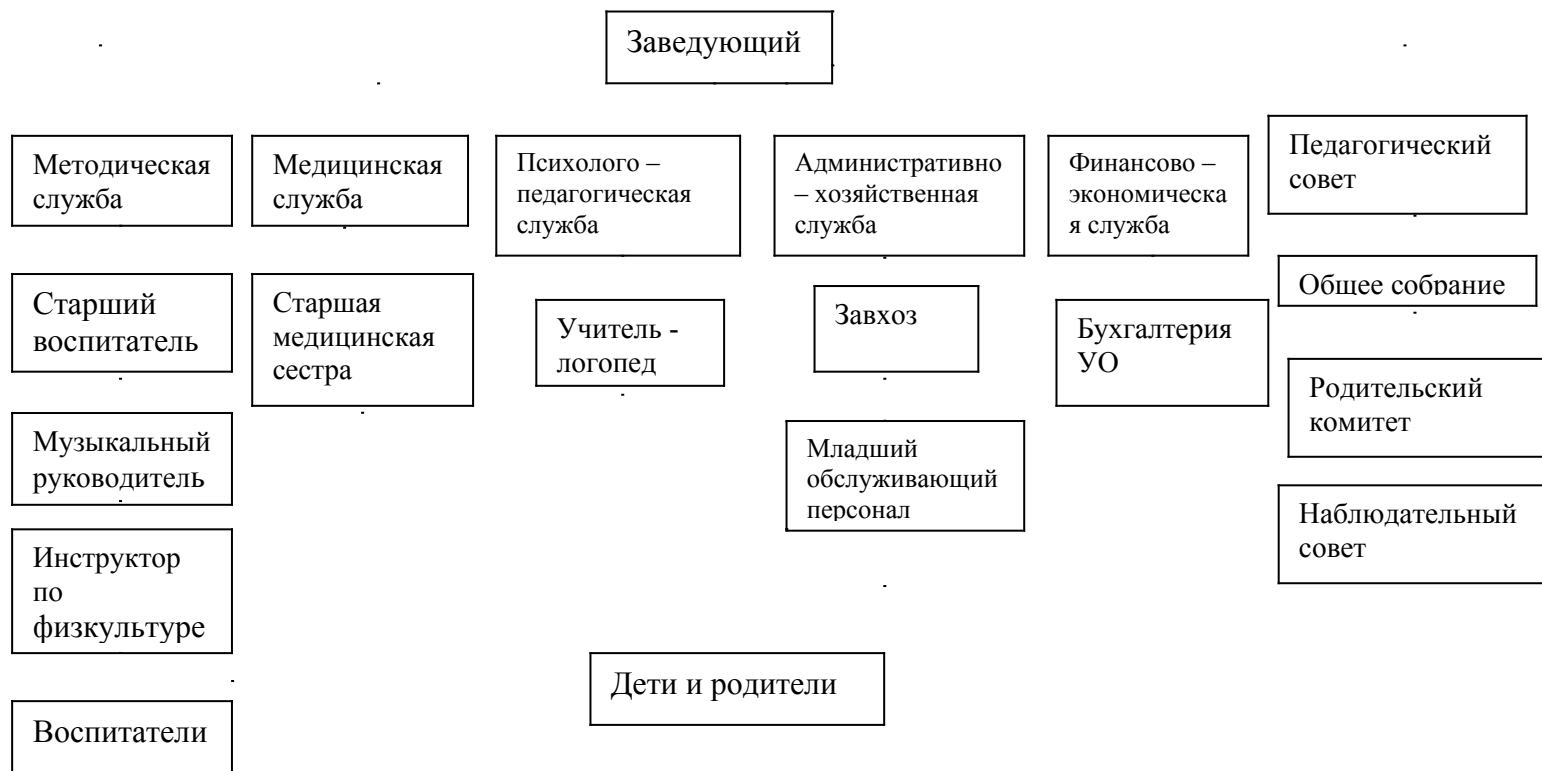 Заведующий
Методическая
служба
Медицинская
служба
Психолого –
педагогическая
служба
Административно
– хозяйственная
служба
Финансово –
экономическа
я служба
Педагогический
совет
Старший
воспитатель
Старшая
медицинская
сестра
Учитель -
логопед
Завхоз
Бухгалтерия
УО
Общее собрание
Музыкальный
руководитель
Младший
обслуживающий
персонал
Родительский
комитет
Инструктор
по
физкультуре
Наблюдательный
совет
Воспитатели
Дети и родители